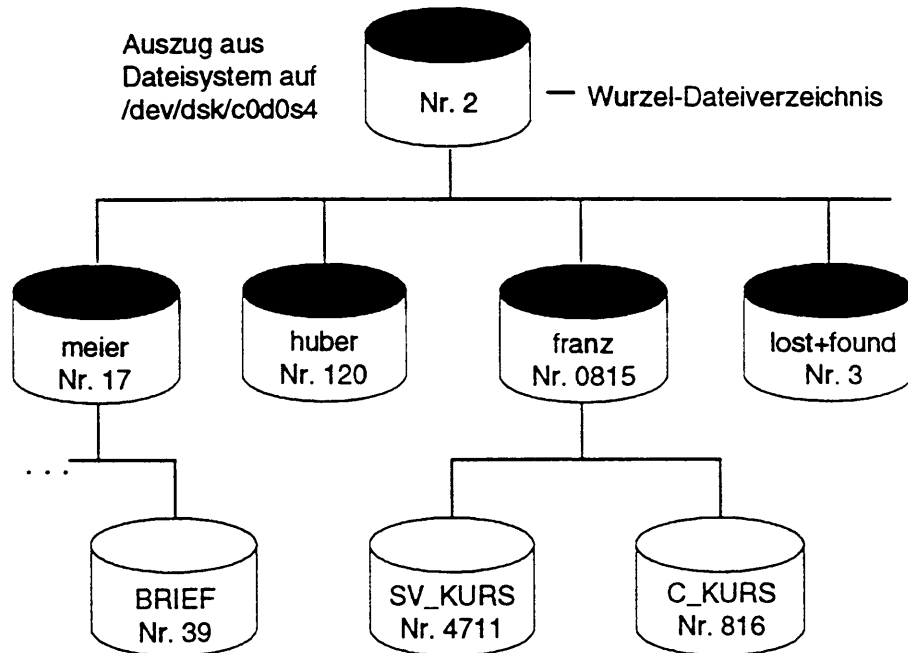 Auszug aus
Dateisystem auf
/dev/dsk/c0d0s4
Nr. 2
Wurzel-Dateiverzeichnis
meier
Nr. 17
huber
Nr. 120
franz
Nr. 0815
lost+found
Nr. 3
. . .
BRIEF
Nr. 39
SV_KURS
Nr. 4711
C_KURS
Nr. 816